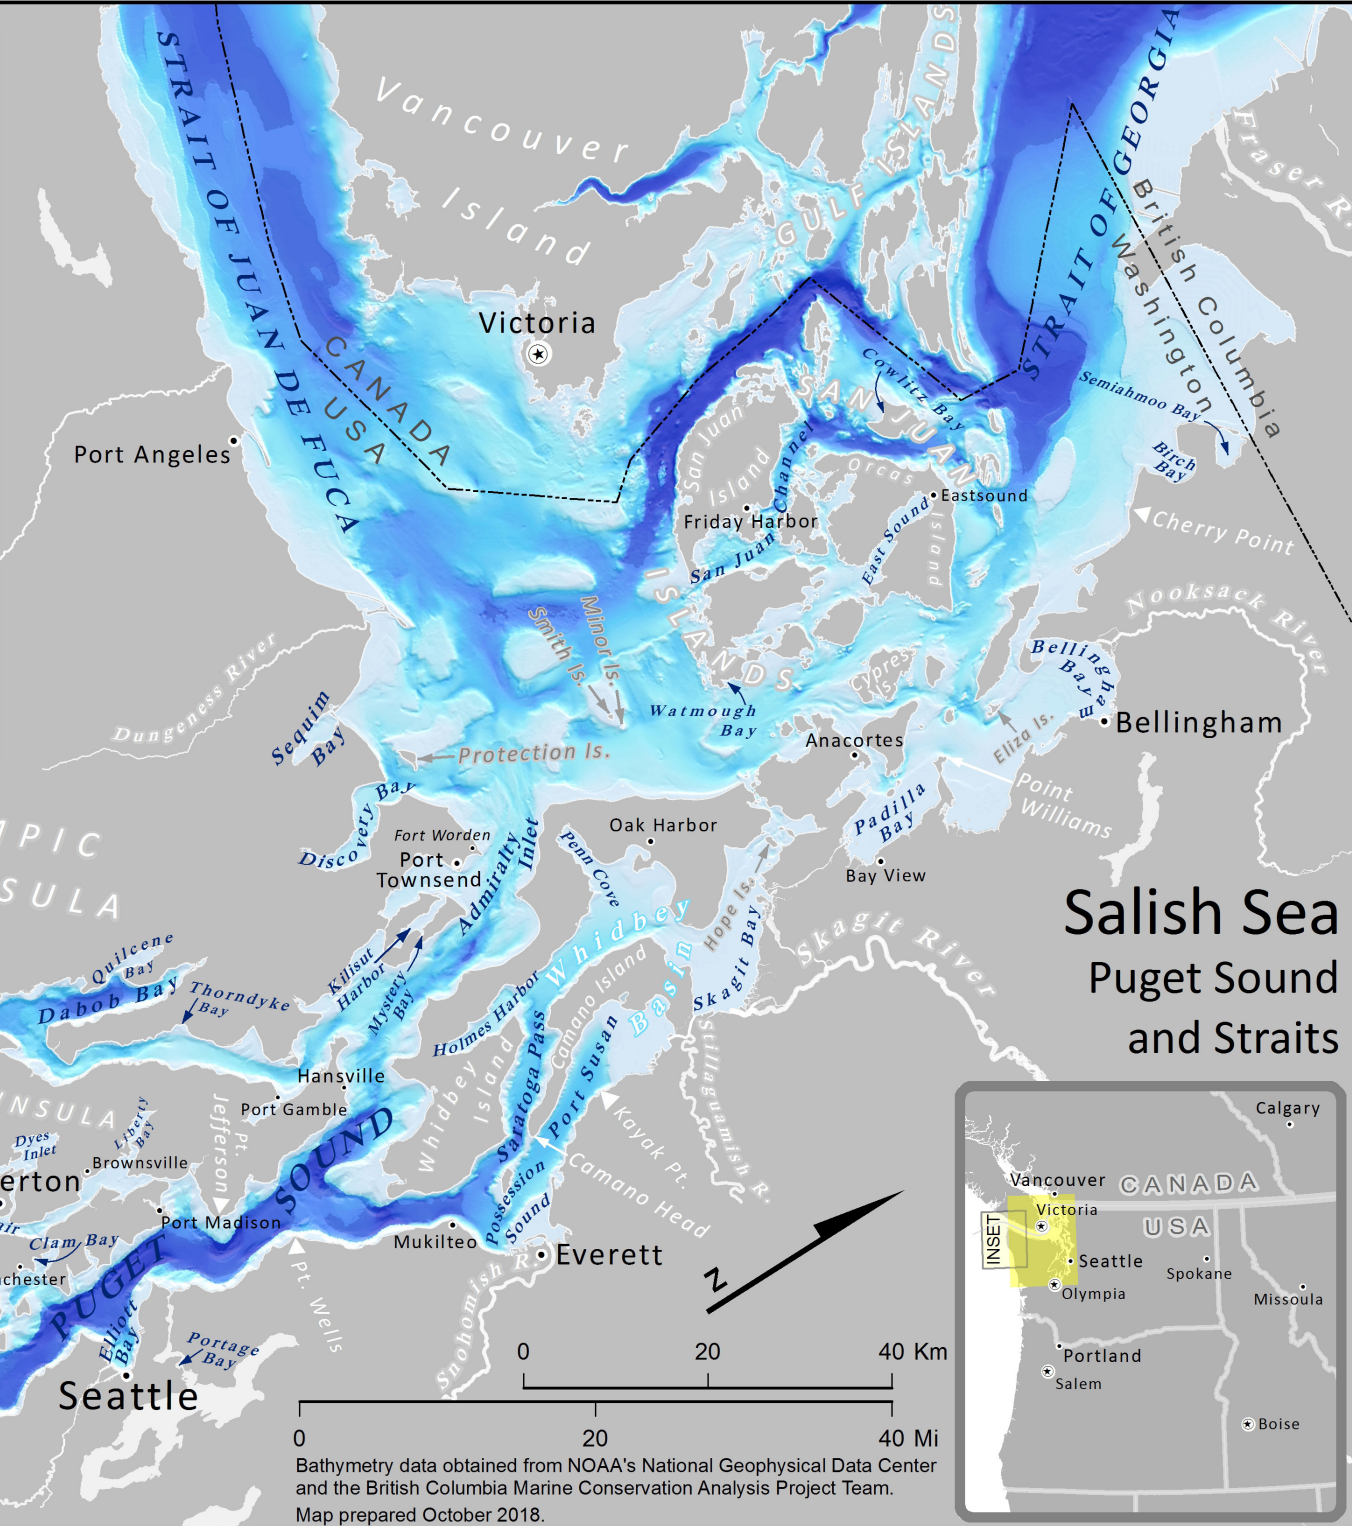 STRAIT OF JUAN DE FUCA
Vancouver
Island
GULF ISLANDS
STRAIT OF GEORGIA
Fraser R.
British Columbia
Washington
Victoria
CANADA
USA
Port Angeles
SAN JUAN
ISLANDS
Cowlitz Bay
Semiahmoo Bay
Birch
Bay
San Juan
Island
Channel
San Juan
Friday Harbor
Orcas
Island
Eastsound
East Sound
Cherry Point
Nooksack River
Smith Is.
Minor Is.
Dungeness River
Sequim
Bay
Protection Is.
Watmough
Bay
Cypress
Is.
Bellingham
Bay
Bellingham
Eliza Is.
Anacortes
Point
Williams
Padilla
Bay
Bay View
Discovery Bay
Fort Worden
Port
Townsend
Admiralty
Inlet
Oak Harbor
Penn Cove
Whidbey
Basin
Hope Is.
Skagit Bay
Skagit River
MPIC
SULA
Quilcene
Bay
Dabob Bay
Thorndyke
Bay
Kilisut
Harbor
Mystery
Bay
Holmes Harbor
Camano Island
Saratoga Pass
Port Susan
Whidbey
Island
Stillaguamish R.
Kayak Pt.
Camano Head
Hansville
Port Gamble
NSULA
Pt.
Jefferson
Liberty
Bay
Dyes
Inlet
Brownsville
erton
air
Port Madison
Clam Bay
nchester
PUGET SOUND
Mukilteo
Possession
Sound
Everett
Snohomish R.
Pt. Wells
Elliott
Bay
Portage
Bay
Seattle
Salish Sea
Puget Sound
and Straits
N
0 20 40 Km
0 20 40 Mi
Bathymetry data obtained from NOAA's National Geophysical Data Center
and the British Columbia Marine Conservation Analysis Project Team.
Map prepared October 2018.
Calgary
Vancouver
CANADA
Victoria
USA
INSET
Seattle
Spokane
Olympia
Missoula
Portland
Salem
Boise